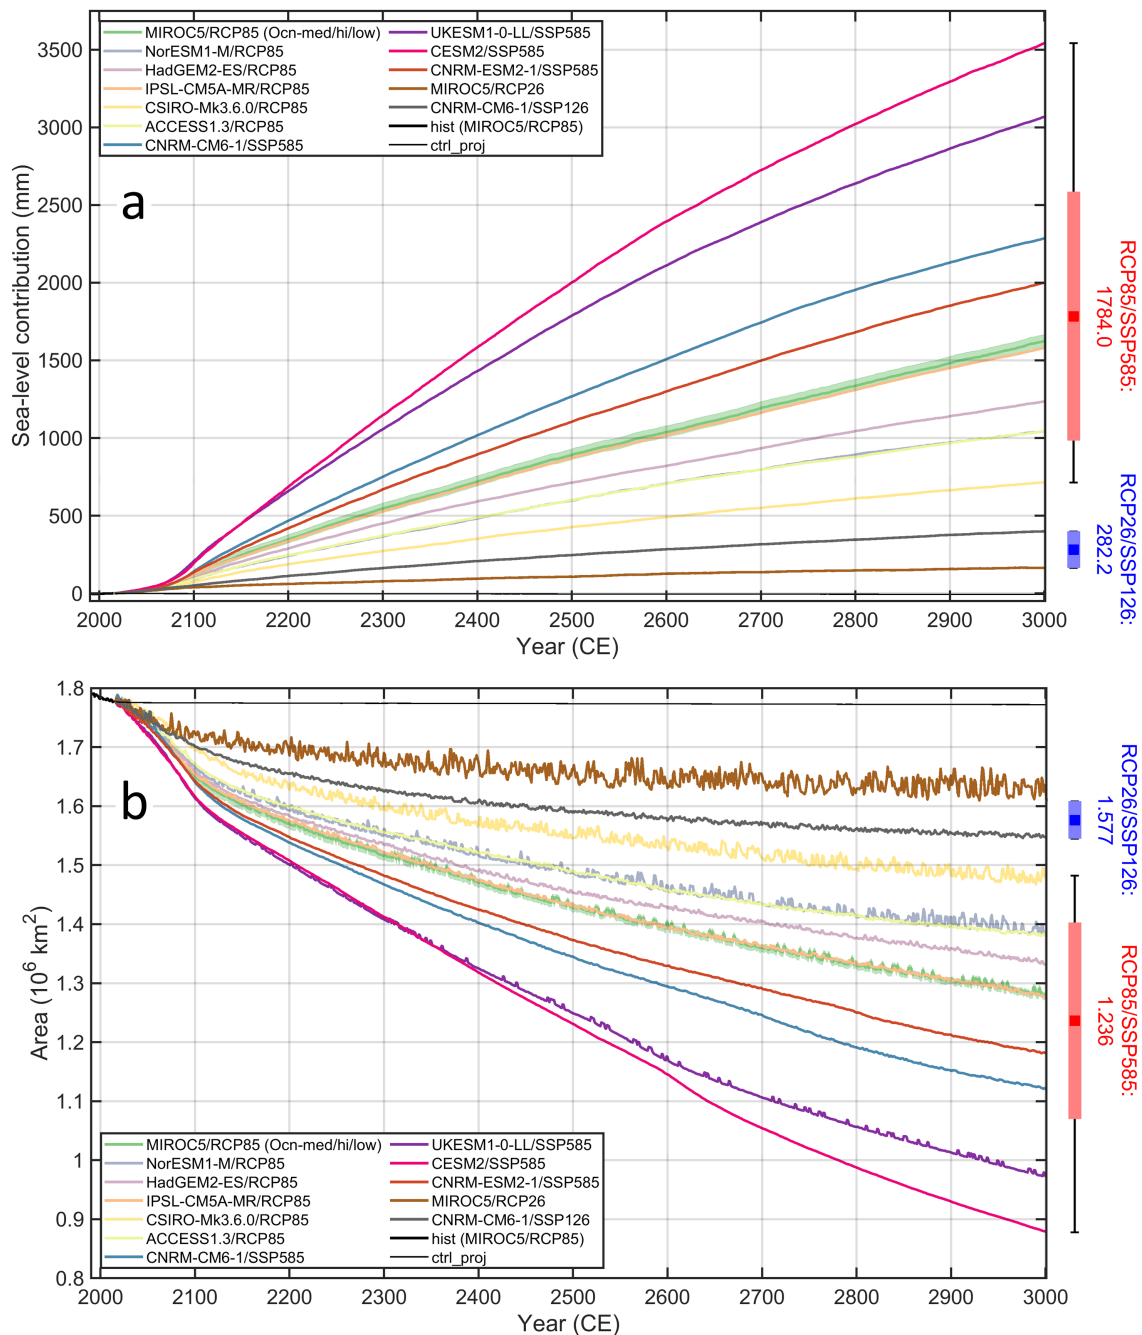 MIROC5/RCP85 (Ocn-med/hi/low)
NorESM1-M/RCP85
HadGEM2-ES/RCP85
IPSL-CM5A-MR/RCP85
CSIRO-Mk3.6.0/RCP85
ACCESS1.3/RCP85
CNRM-CM6-1/SSP585
UKESM1-0-LL/SSP585
CESM2/SSP585
CNRM-ESM2-1/SSP585
MIROC5/RCP26
CNRM-CM6-1/SSP126
hist (MIROC5/RCP85)
ctrl_proj
a
Sea-level contribution (mm)
3500
3000
2500
2000
1500
1000
500
0
2000 2100 2200 2300 2400 2500 2600 2700 2800 2900 3000
Year (CE)
RCP85/SSP585:
1784.0
RCP26/SSP126:
282.2
b
Area (10⁶ km²)
1.8
1.7
1.6
1.5
1.4
1.3
1.2
1.1
1
0.9
0.8
MIROC5/RCP85 (Ocn-med/hi/low)
NorESM1-M/RCP85
HadGEM2-ES/RCP85
IPSL-CM5A-MR/RCP85
CSIRO-Mk3.6.0/RCP85
ACCESS1.3/RCP85
CNRM-CM6-1/SSP585
UKESM1-0-LL/SSP585
CESM2/SSP585
CNRM-ESM2-1/SSP585
MIROC5/RCP26
CNRM-CM6-1/SSP126
hist (MIROC5/RCP85)
ctrl_proj
2000 2100 2200 2300 2400 2500 2600 2700 2800 2900 3000
Year (CE)
RCP26/SSP126:
1.577
RCP85/SSP585:
1.236